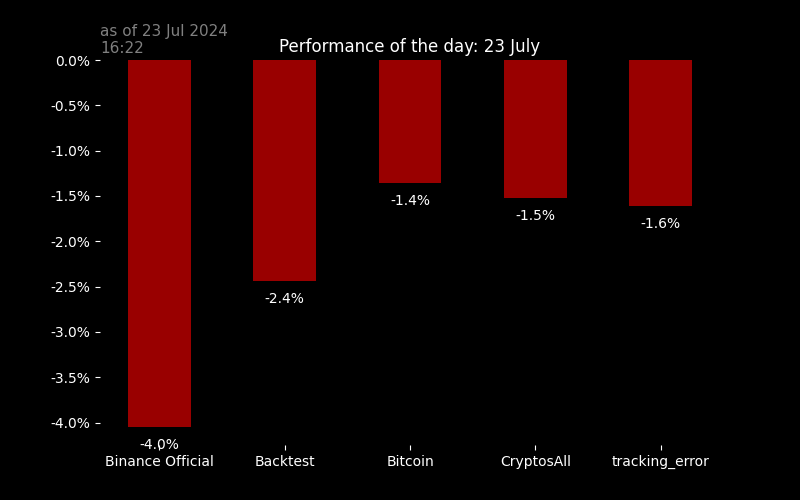 as of 23 Jul 2024
16:22
Performance of the day: 23 July
0.0%
-0.5%
-1.0%
-1.5%
-2.0%
-2.5%
-3.0%
-3.5%
-4.0%
-4.0%
-2.4%
-1.4%
-1.5%
-1.6%
Binance Official
Backtest
Bitcoin
CryptosAll
tracking_error